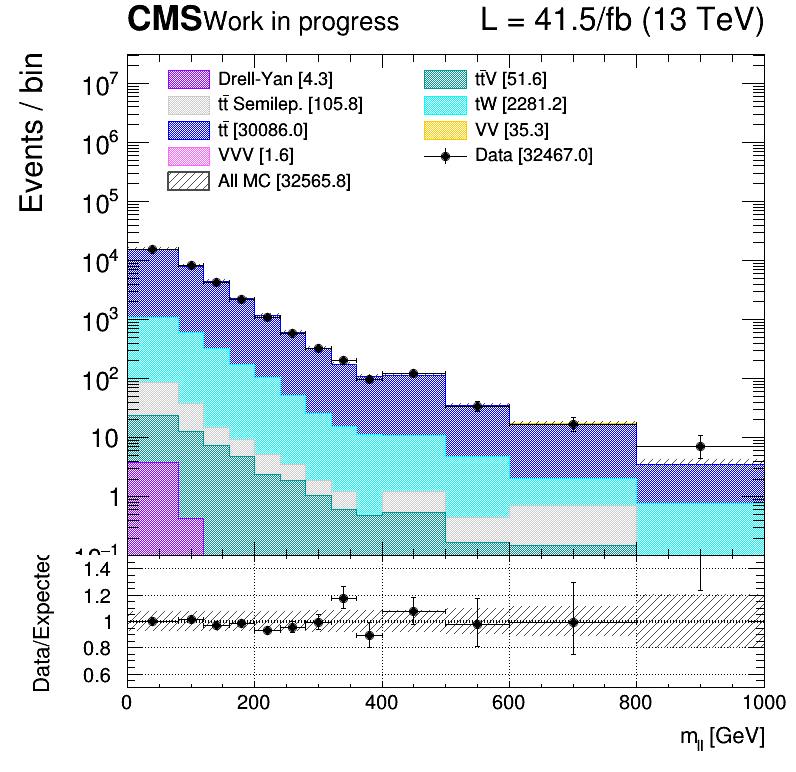 CMS Work in progress L = 41.5/fb (13 TeV)
Events / bin
Drell-Yan [4.3] tt̄V [51.6]
tt̄ Semilep. [105.8] tW [2281.2]
tt̄ [30086.0] VV [35.3]
VVV [1.6] Data [32467.0]
All MC [32565.8]
10⁷
10⁶
10⁵
10⁴
10³
10²
10
1
10⁻¹
Data/Expected
1.4
1.2
1
0.8
0.6
0 200 400 600 800 1000
m_ll [GeV]